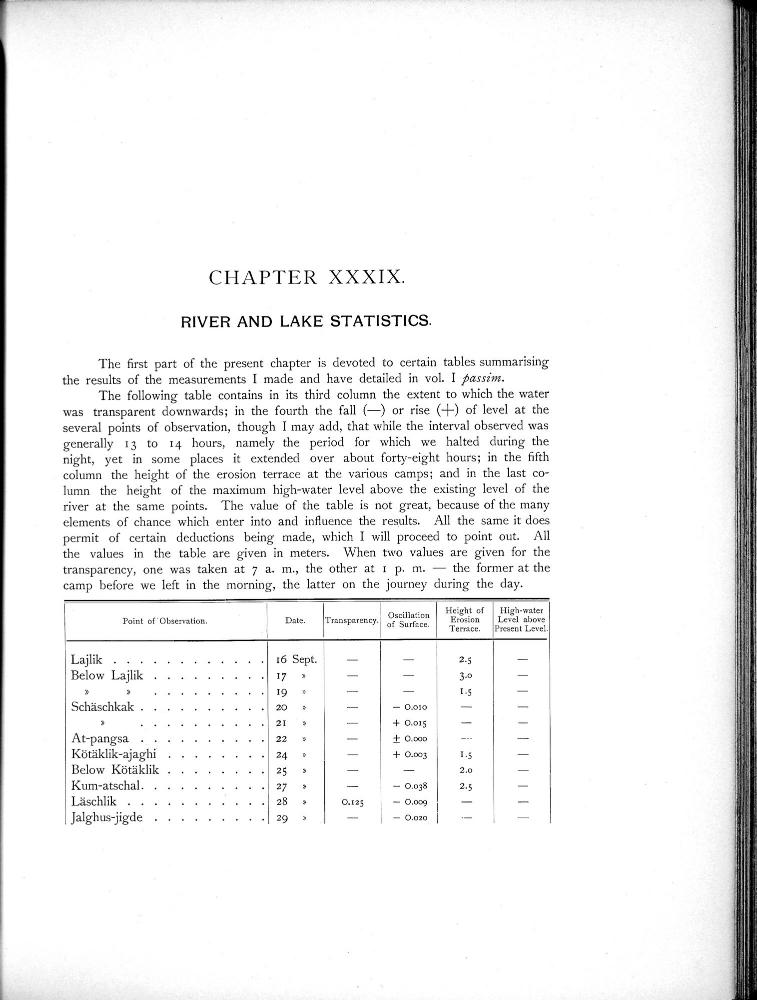 CHAPTER XXXIX.
RIVER AND LAKE STATISTICS.
The first part of the present chapter is devoted to certain tables summarising
the results of the measurements I made and have detailed in vol. I passim.
The following table contains in its third column the extent to which the water
was transparent downwards; in the fourth the fall (—) or rise (+) of level at the
several points of observation, though I may add, that while the interval observed was
generally 13 to 14 hours, namely the period for which we halted during the
night, yet in some places it extended over about forty-eight hours; in the fifth
column the height of the erosion terrace at the various camps; and in the last co-
lumn the height of the maximum high-water level above the existing level of the
river at the same points. The value of the table is not great, because of the many
elements of chance which enter into and influence the results. All the same it does
permit of certain deductions being made, which I will proceed to point out. All
the values in the table are given in meters. When two values are given for the
transparency, one was taken at 7 a. m., the other at 1 p. m. — the former at the
camp before we left in the morning, the latter on the journey during the day.
Point of Observation. Date. Transparency. Oscillation of Surface. Height of Erosion Terrace. High-water Level above Present Level.
Lajlik . . . . . . . . . . . . 16 Sept. — — 2.5 —
Below Lajlik . . . . . . . . . 17 » — — 3.0 —
» » . . . . . . . . . 19 » — — 1.5 —
Schäschkak . . . . . . . . . . 20 » — — 0.010 — —
» . . . . . . . . . . 21 » — + 0.015 — —
At-pangsa . . . . . . . . . . 22 » — ± 0.000 — —
Kötäklik-ajaghi . . . . . . . . 24 » — + 0.003 1.5 —
Below Kötäklik . . . . . . . . 25 » — — 2.0 —
Kum-atschal . . . . . . . . . . 27 » — — 0.038 2.5 —
Läschlik . . . . . . . . . . . 28 » 0.125 — 0.009 — —
Jalghus-jigde . . . . . . . . . 29 » — — 0.020 — —